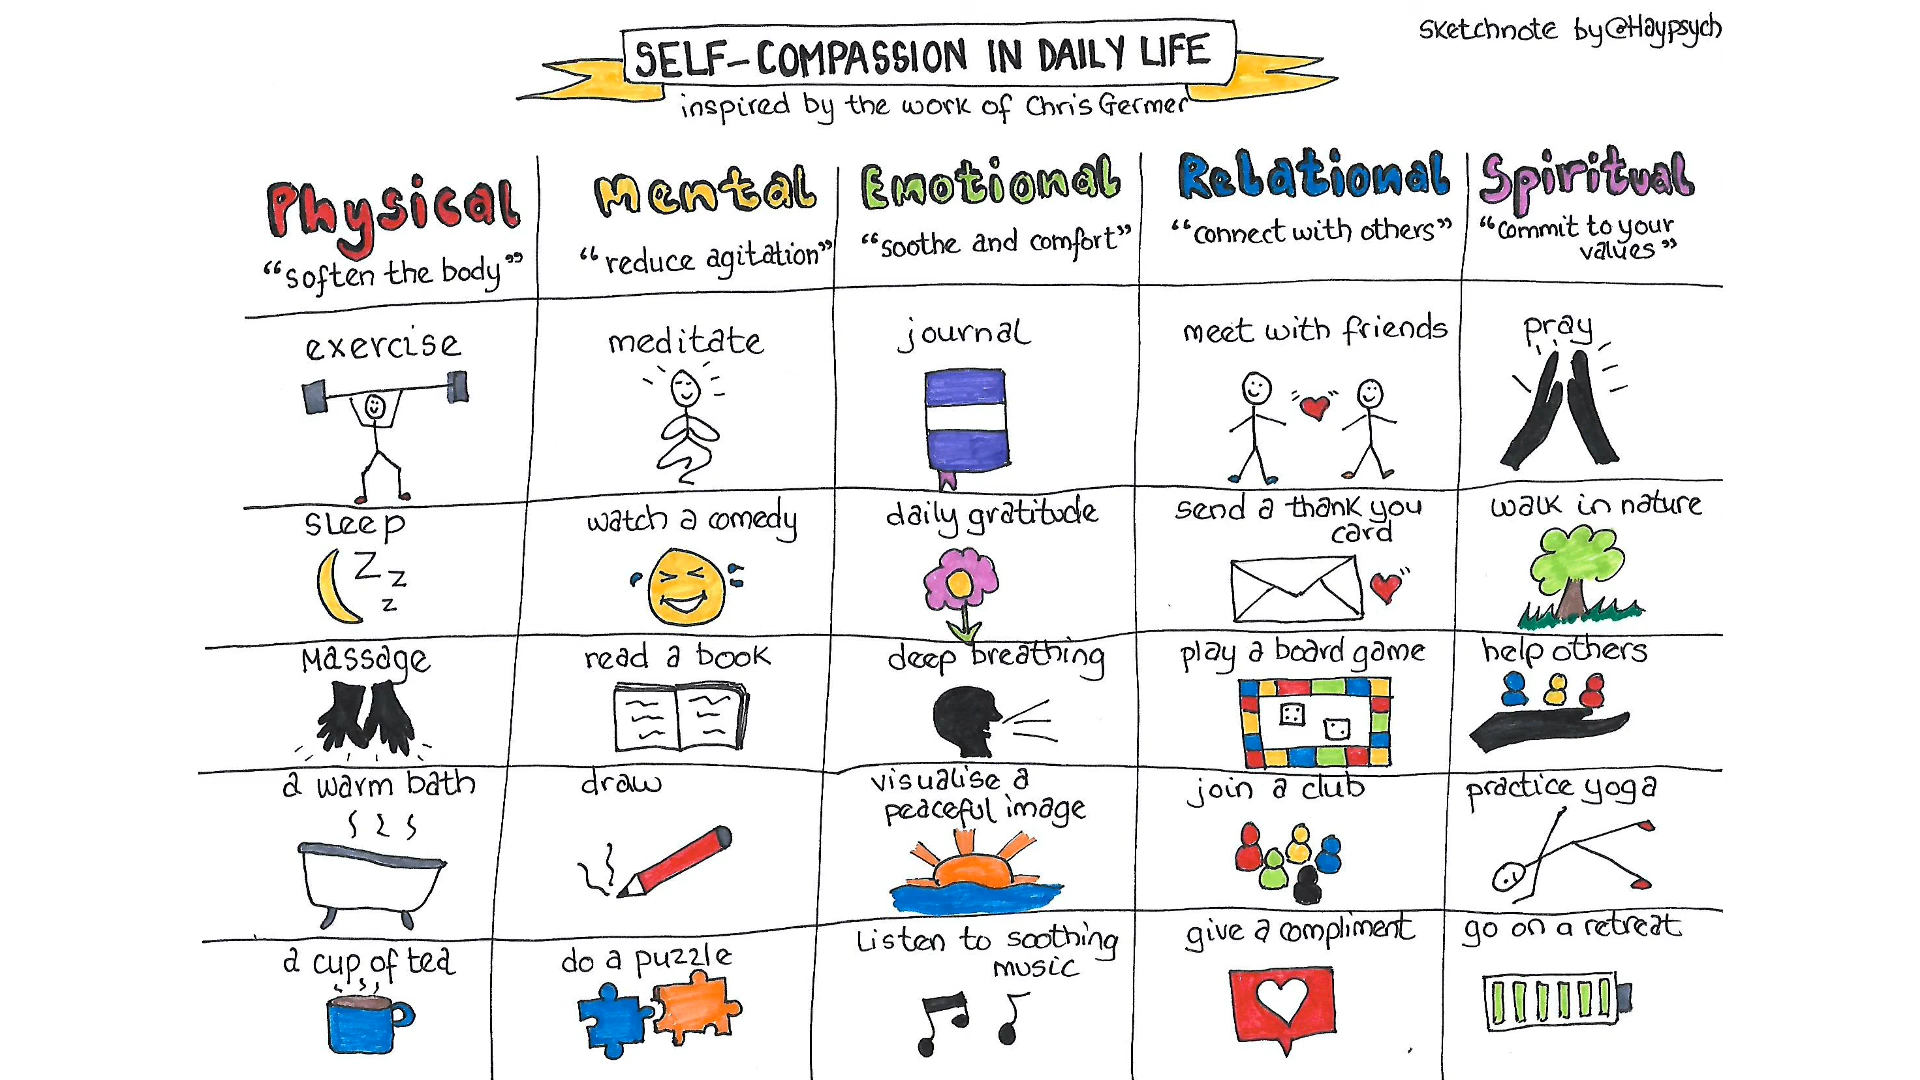 sketchnote by @Haypsych
SELF-COMPASSION IN DAILY LIFE
inspired by the work of Chris Germer
Physical
"soften the body"
Mental
"reduce agitation"
Emotional
"soothe and comfort"
Relational
"connect with others"
Spiritual
"commit to your
values"
exercise
meditate
journal
meet with friends
pray
sleep
Z z z
watch a comedy
daily gratitude
send a thank you
card
walk in nature
Massage
read a book
deep breathing
play a board game
help others
a warm bath
draw
visualise a
peaceful image
join a club
practice yoga
a cup of tea
do a puzzle
Listen to soothing
music
give a compliment
go on a retreat